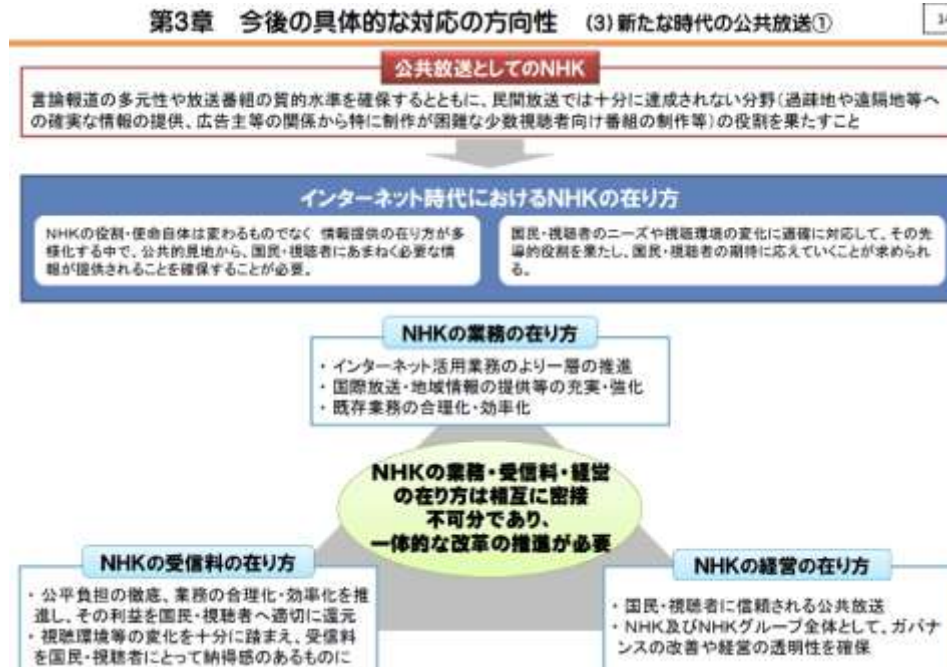 第3章　今後の具体的な対応の方向性　(3)新たな時代の公共放送①
公共放送としてのNHK
言論報道の多元性や放送番組の質的水準を確保するとともに、民間放送では十分に達成されない分野(過疎地や遠隔地等へ
の確実な情報の提供、広告主等の関係から特に制作が困難な少数視聴者向け番組の制作等)の役割を果たすこと
インターネット時代におけるNHKの在り方
NHKの役割・使命自体は変わるものでなく 情報提供の在り方が多
様化する中で、公共的見地から、国民・視聴者にあまねく必要な情
報が提供されることを確保することが必要。
国民・視聴者のニーズや視聴環境の変化に適確に対応して、その先
導的役割を果たし、国民・視聴者の期待に応えていくことが求められ
る。
NHKの業務の在り方
・ インターネット活用業務のより一層の推進
・ 国際放送・地域情報の提供等の充実・強化
・ 既存業務の合理化・効率化
NHKの業務・受信料・経営
の在り方は相互に密接
不可分であり、
一体的な改革の推進が必要
NHKの受信料の在り方
・ 公平負担の徹底、業務の合理化・効率化を推
進し、その利益を国民・視聴者へ適切に還元
・ 視聴環境等の変化を十分に踏まえ、受信料
を国民・視聴者にとって納得感のあるものに
NHKの経営の在り方
・ 国民・視聴者に信頼される公共放送
・ NHK及びNHKグループ全体として、ガバナ
ンスの改善や経営の透明性を確保